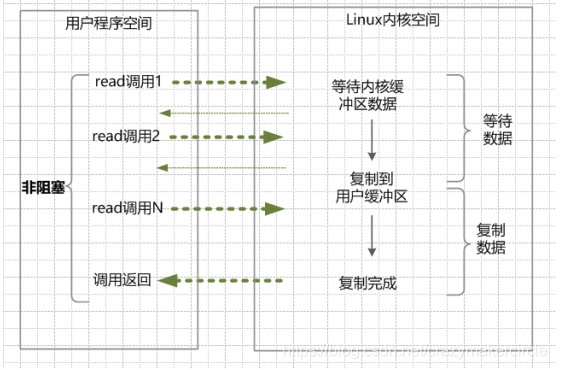 用户程序空间
Linux内核空间
read调用1
等待内核缓
冲区数据
等待
数据
read调用2
非阻塞
复制到
用户缓冲区
read调用N
复制
数据
调用返回
复制完成